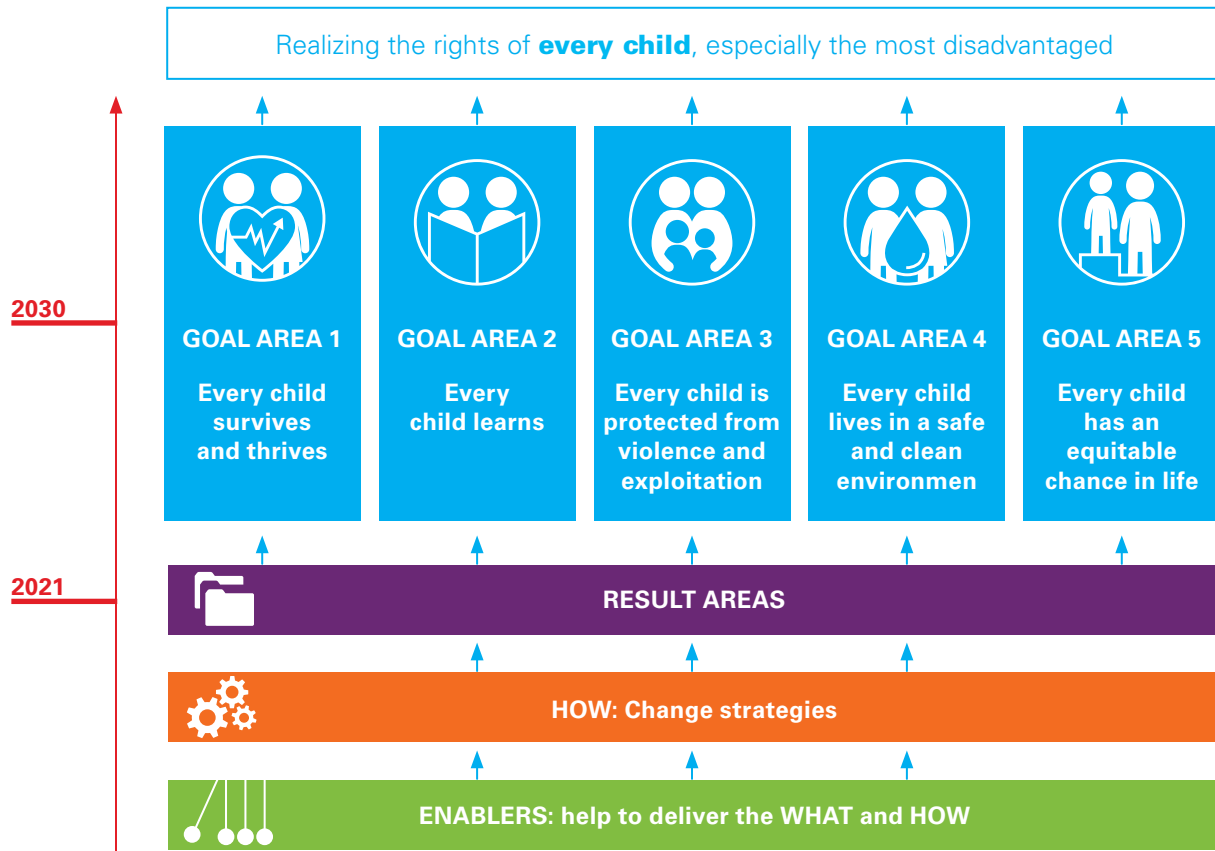 Realizing the rights of every child, especially the most disadvantaged
2030
GOAL AREA 1
Every child
survives
and thrives
GOAL AREA 2
Every
child learns
GOAL AREA 3
Every child is
protected from
violence and
exploitation
GOAL AREA 4
Every child
lives in a safe
and clean
environmen
GOAL AREA 5
Every child
has an
equitable
chance in life
2021
RESULT AREAS
HOW: Change strategies
ENABLERS: help to deliver the WHAT and HOW